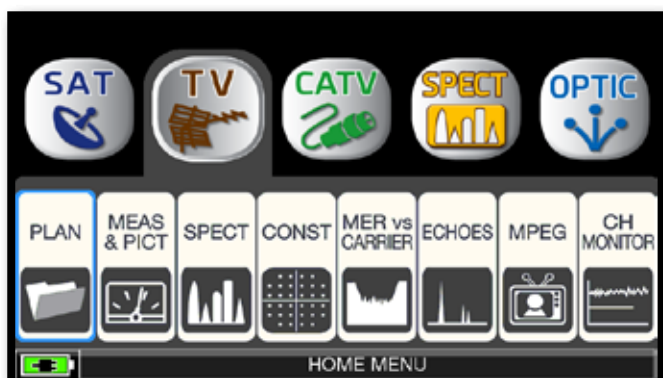 SAT
TV
CATV
SPECT
OPTIC
PLAN
MEAS
& PICT
SPECT
CONST
MER vs
CARRIER
ECHOES
MPEG
CH
MONITOR
HOME MENU